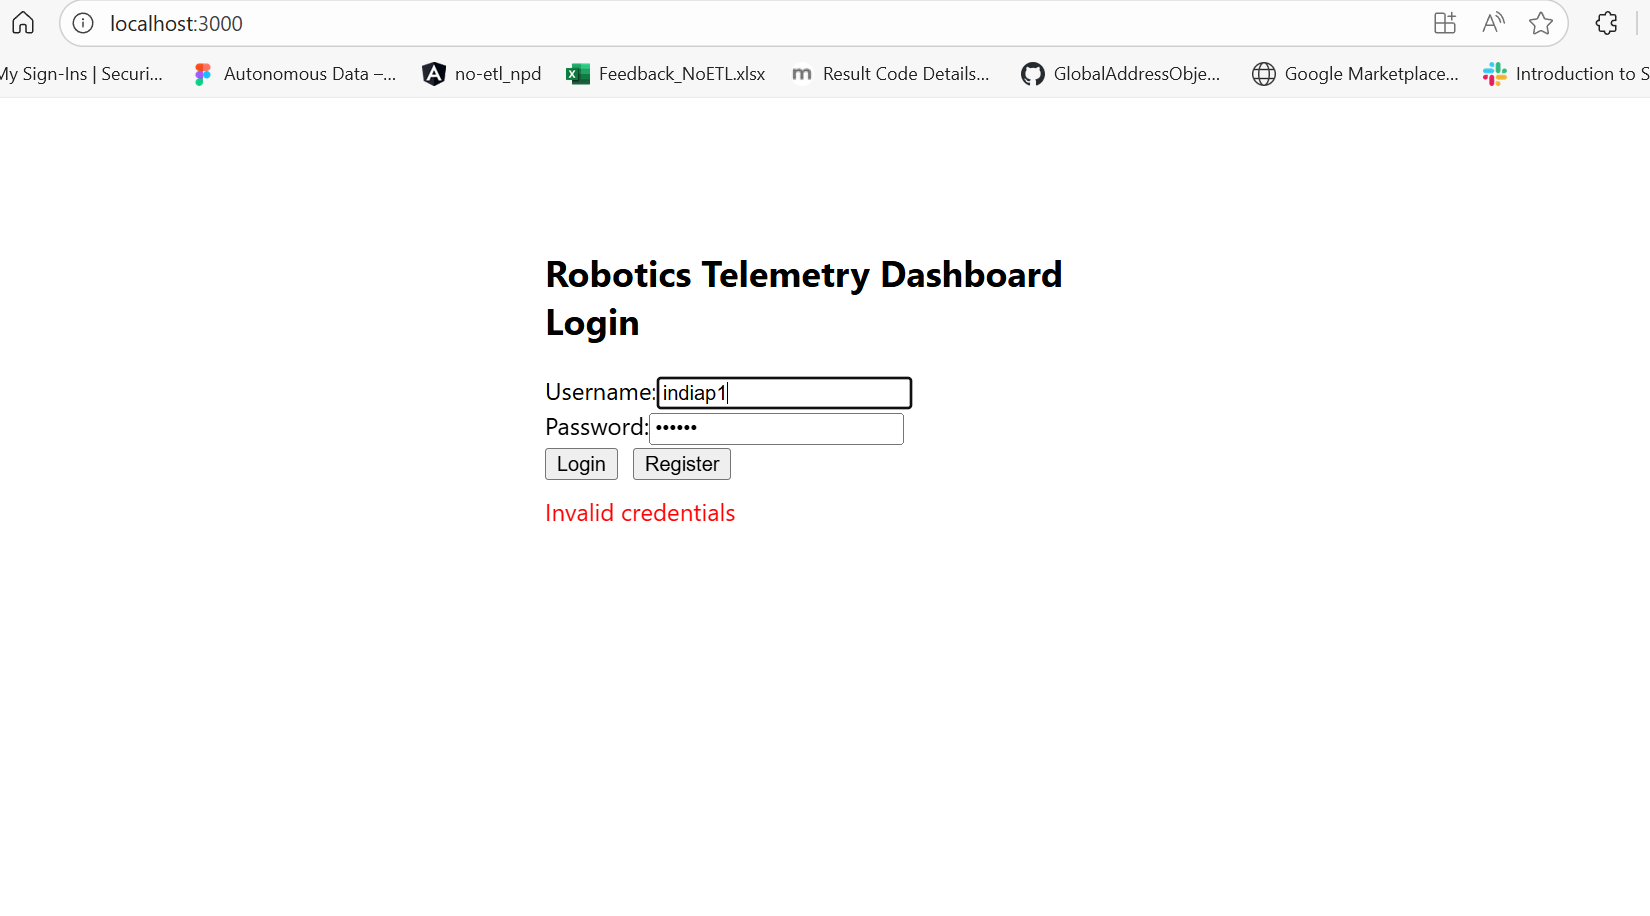 localhost:3000
My Sign-Ins | Securi... Autonomous Data –... no-etl_npd Feedback_NoETL.xlsx m Result Code Details... GlobalAddressObje... Google Marketplace... Introduction to S
Robotics Telemetry Dashboard
Login
Username: indiap1
Password: ••••••
Login Register
Invalid credentials